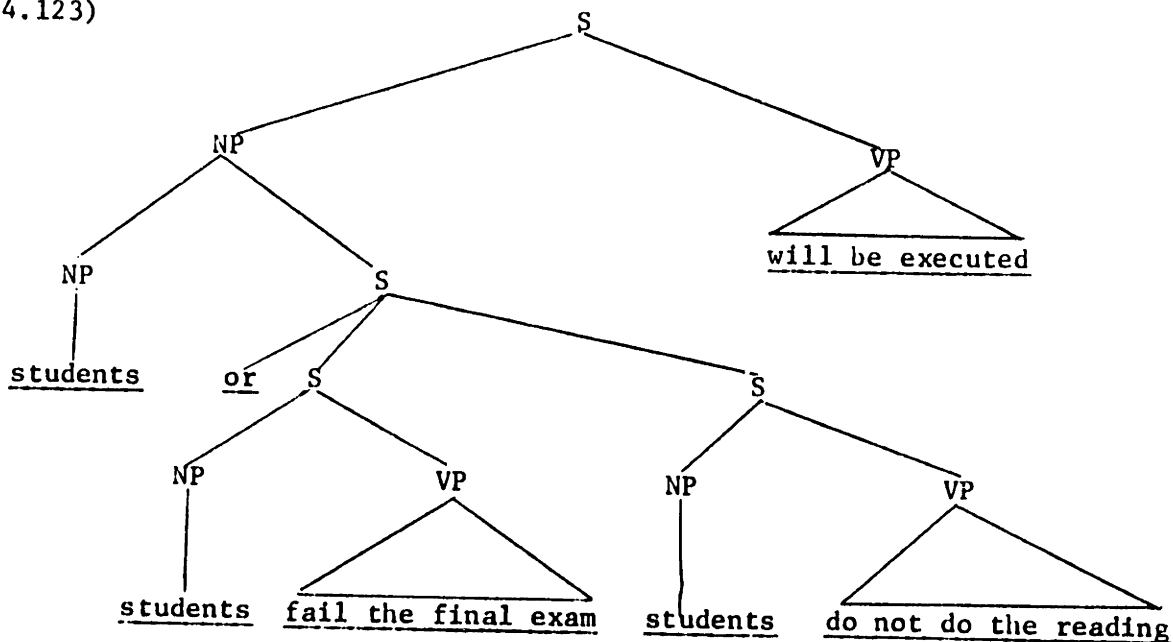 4.123)
S
NP
VP
will be executed
NP
S
students
or
S
S
NP
VP
NP
VP
students
fail the final exam
students
do not do the reading